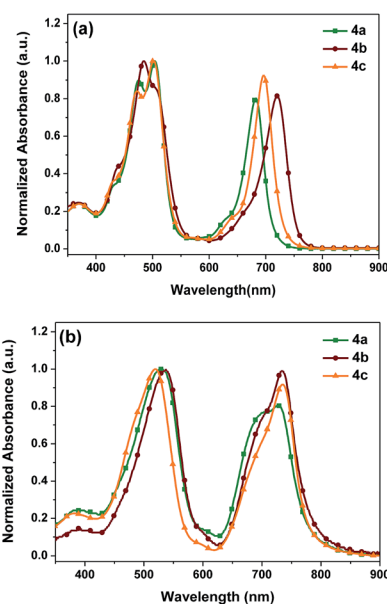 (a)
4a
4b
4c
Normalized Absorbance (a.u.)
1.2
1.0
0.8
0.6
0.4
0.2
0.0
400 500 600 700 800 900
Wavelength(nm)
(b)
4a
4b
4c
Normalized Absorbance (a.u.)
1.2
1.0
0.8
0.6
0.4
0.2
0.0
400 500 600 700 800 900
Wavelength (nm)